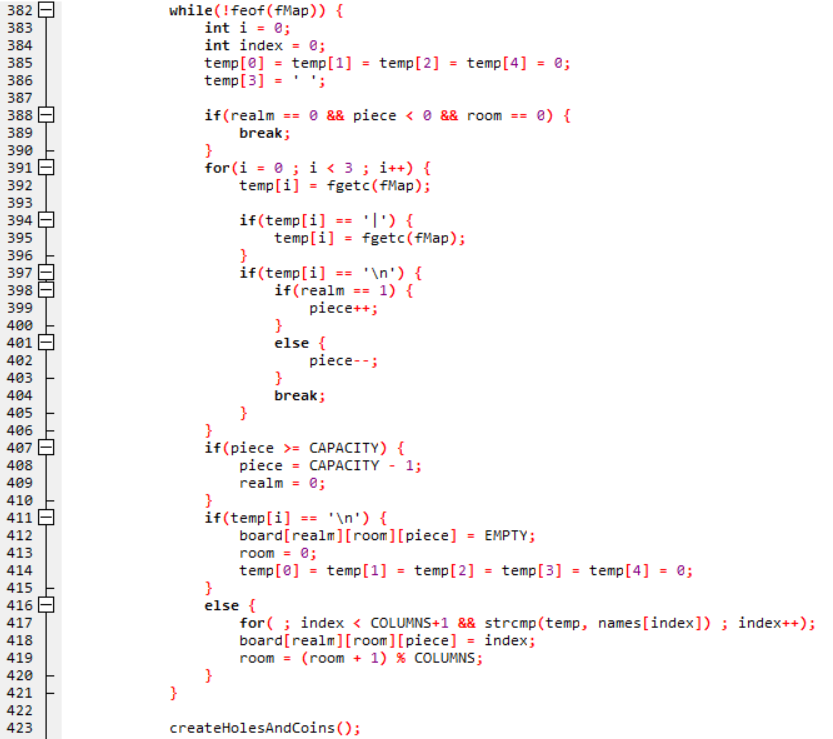 382 while(!feof(fMap)) {
383 int i = 0;
384 int index = 0;
385 temp[0] = temp[1] = temp[2] = temp[4] = 0;
386 temp[3] = ' ';
387
388 if(realm == 0 && piece < 0 && room == 0) {
389 break;
390 }
391 for(i = 0 ; i < 3 ; i++) {
392 temp[i] = fgetc(fMap);
393
394 if(temp[i] == '|') {
395 temp[i] = fgetc(fMap);
396 }
397 if(temp[i] == '\n') {
398 if(realm == 1) {
399 piece++;
400 }
401 else {
402 piece--;
403 }
404 break;
405 }
406 }
407 if(piece >= CAPACITY) {
408 piece = CAPACITY - 1;
409 realm = 0;
410 }
411 if(temp[i] == '\n') {
412 board[realm][room][piece] = EMPTY;
413 room = 0;
414 temp[0] = temp[1] = temp[2] = temp[3] = temp[4] = 0;
415 }
416 else {
417 for( ; index < COLUMNS+1 && strcmp(temp, names[index]) ; index++);
418 board[realm][room][piece] = index;
419 room = (room + 1) % COLUMNS;
420 }
421 }
422
423 createHolesAndCoins();